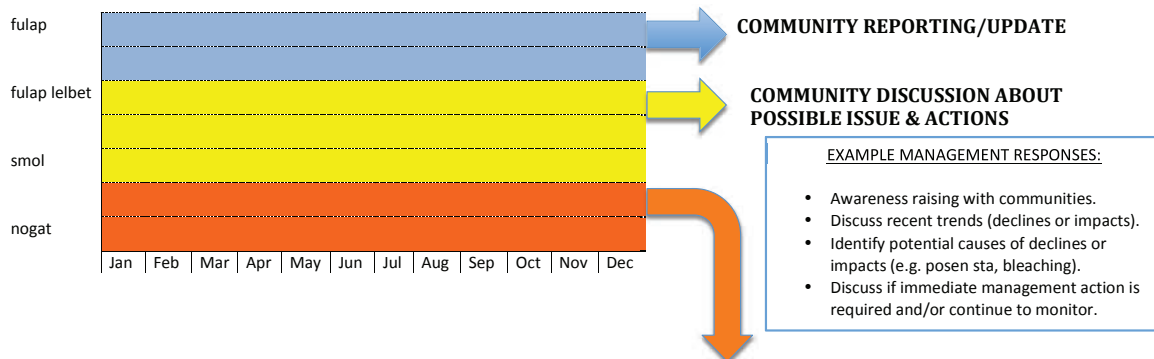 fulap
COMMUNITY REPORTING/UPDATE
fulap lelbet
COMMUNITY DISCUSSION ABOUT
POSSIBLE ISSUE & ACTIONS
smol
nogat
Jan Feb Mar Apr May Jun Jul Aug Sep Oct Nov Dec
EXAMPLE MANAGEMENT RESPONSES:
• Awareness raising with communities.
• Discuss recent trends (declines or impacts).
• Identify potential causes of declines or
impacts (e.g. posen sta, bleaching).
• Discuss if immediate management action is
required and/or continue to monitor.